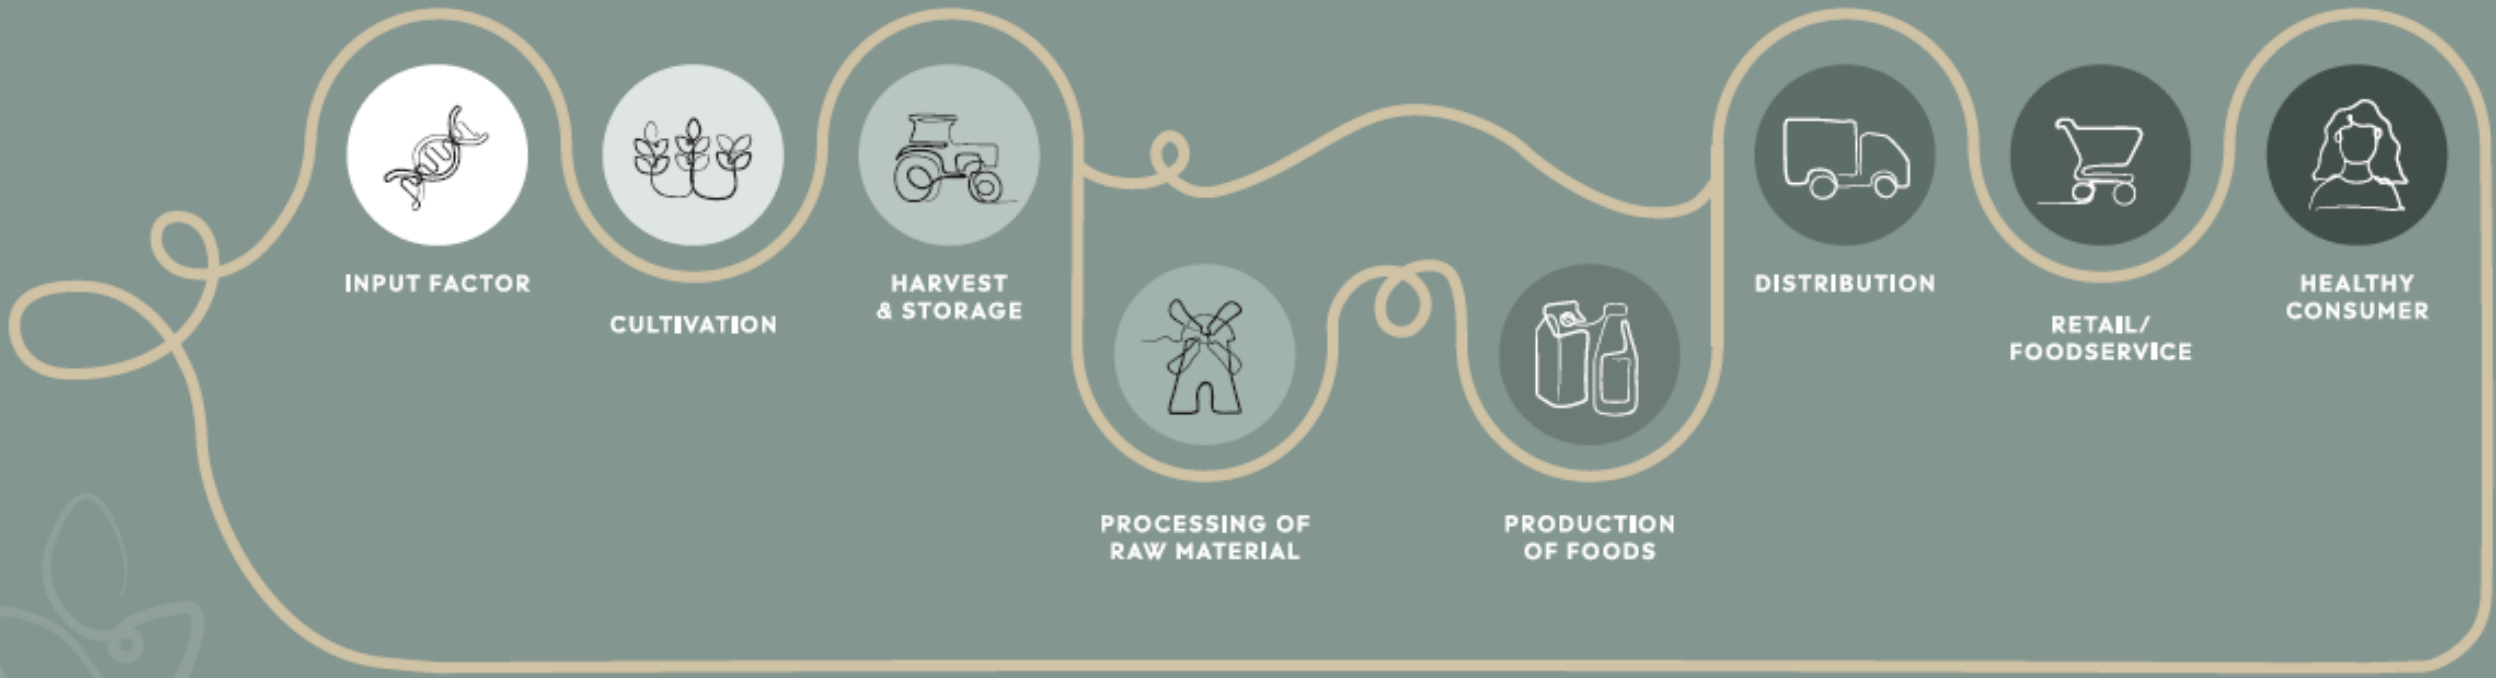 INPUT FACTOR
CULTIVATION
HARVEST
& STORAGE
PROCESSING OF
RAW MATERIAL
PRODUCTION
OF FOODS
DISTRIBUTION
RETAIL/
FOODSERVICE
HEALTHY
CONSUMER